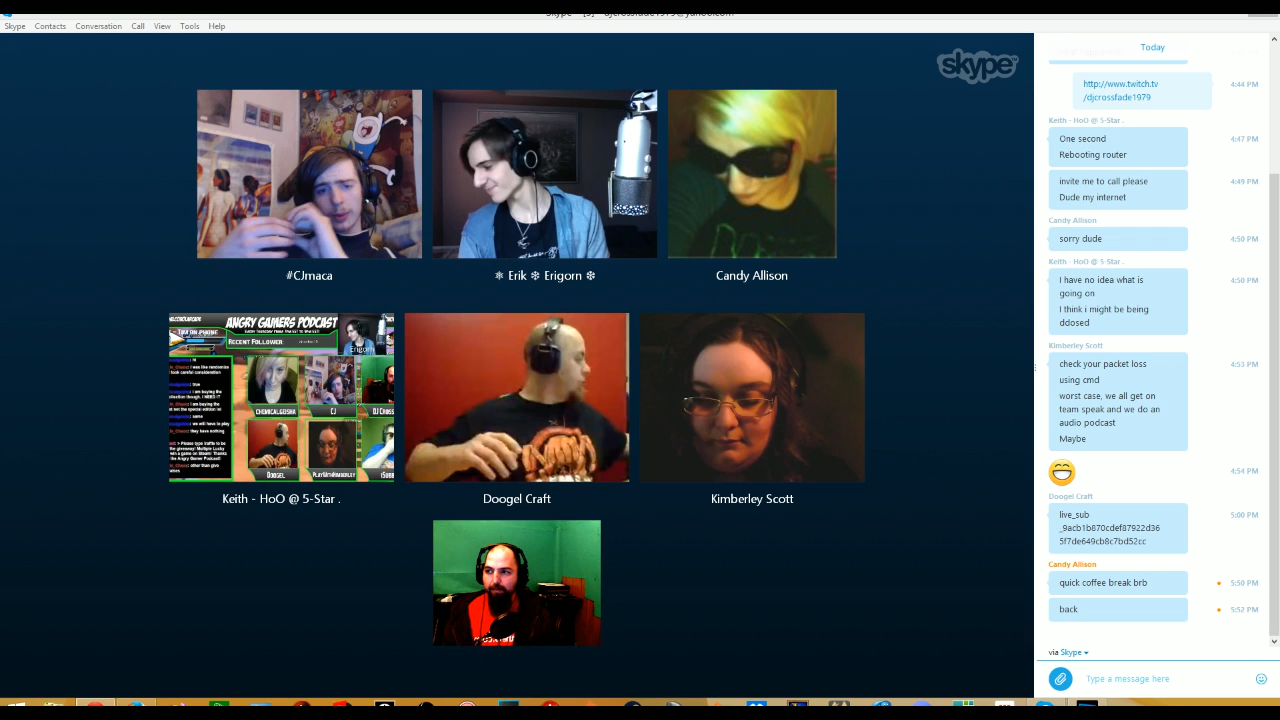 Skype Contacts Conversation Call View Tools Help
skype
Today
http://www.twitch.tv
/djcrossfade1979
4:44 PM
Keith - HoO @ 5-Star .
One second
4:47 PM
Rebooting router
invite me to call please
4:49 PM
Dude my internet
Candy Allison
sorry dude
4:50 PM
Keith - HoO @ 5-Star .
I have no idea what is
4:50 PM
going on
I think i might be being
ddosed
Kimberley Scott
check your packet loss
4:53 PM
using cmd
worst case, we all get on
team speak and we do an
audio podcast
Maybe
4:54 PM
Doogel Craft
live_sub
5:00 PM
_9acb1b870cdef87922d36
5f7de649cb8c7bd52cc
Candy Allison
quick coffee break brb
5:50 PM
back
5:52 PM
via Skype
Type a message here
#CJmaca
❄ Erik ❄ Erigorn ❄
Candy Allison
ANGRY GAMERS PODCAST
RECENT FOLLOWER:
Erigorn
CHEMICALGEISHA
CJ
DJ CROSS
DOOGEL
PLAYWITHKIMBERLEY
Keith - HoO @ 5-Star .
Doogel Craft
Kimberley Scott